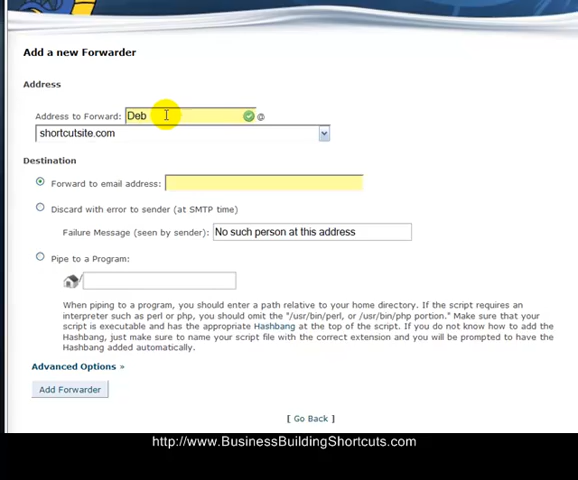 Add a new Forwarder
Address
Address to Forward: Deb @
shortcutsite.com
Destination
Forward to email address:
Discard with error to sender (at SMTP time)
Failure Message (seen by sender): No such person at this address
Pipe to a Program:
/
When piping to a program, you should enter a path relative to your home directory. If the script requires an
interpreter such as perl or php, you should omit the "/usr/bin/perl, or /usr/bin/php portion." Make sure that your
script is executable and has the appropriate Hashbang at the top of the script. If you do not know how to add the
Hashbang, just make sure to name your script file with the correct extension and you will be prompted to have the
Hashbang added automatically.
Advanced Options »
Add Forwarder
[ Go Back ]
http://www.BusinessBuildingShortcuts.com